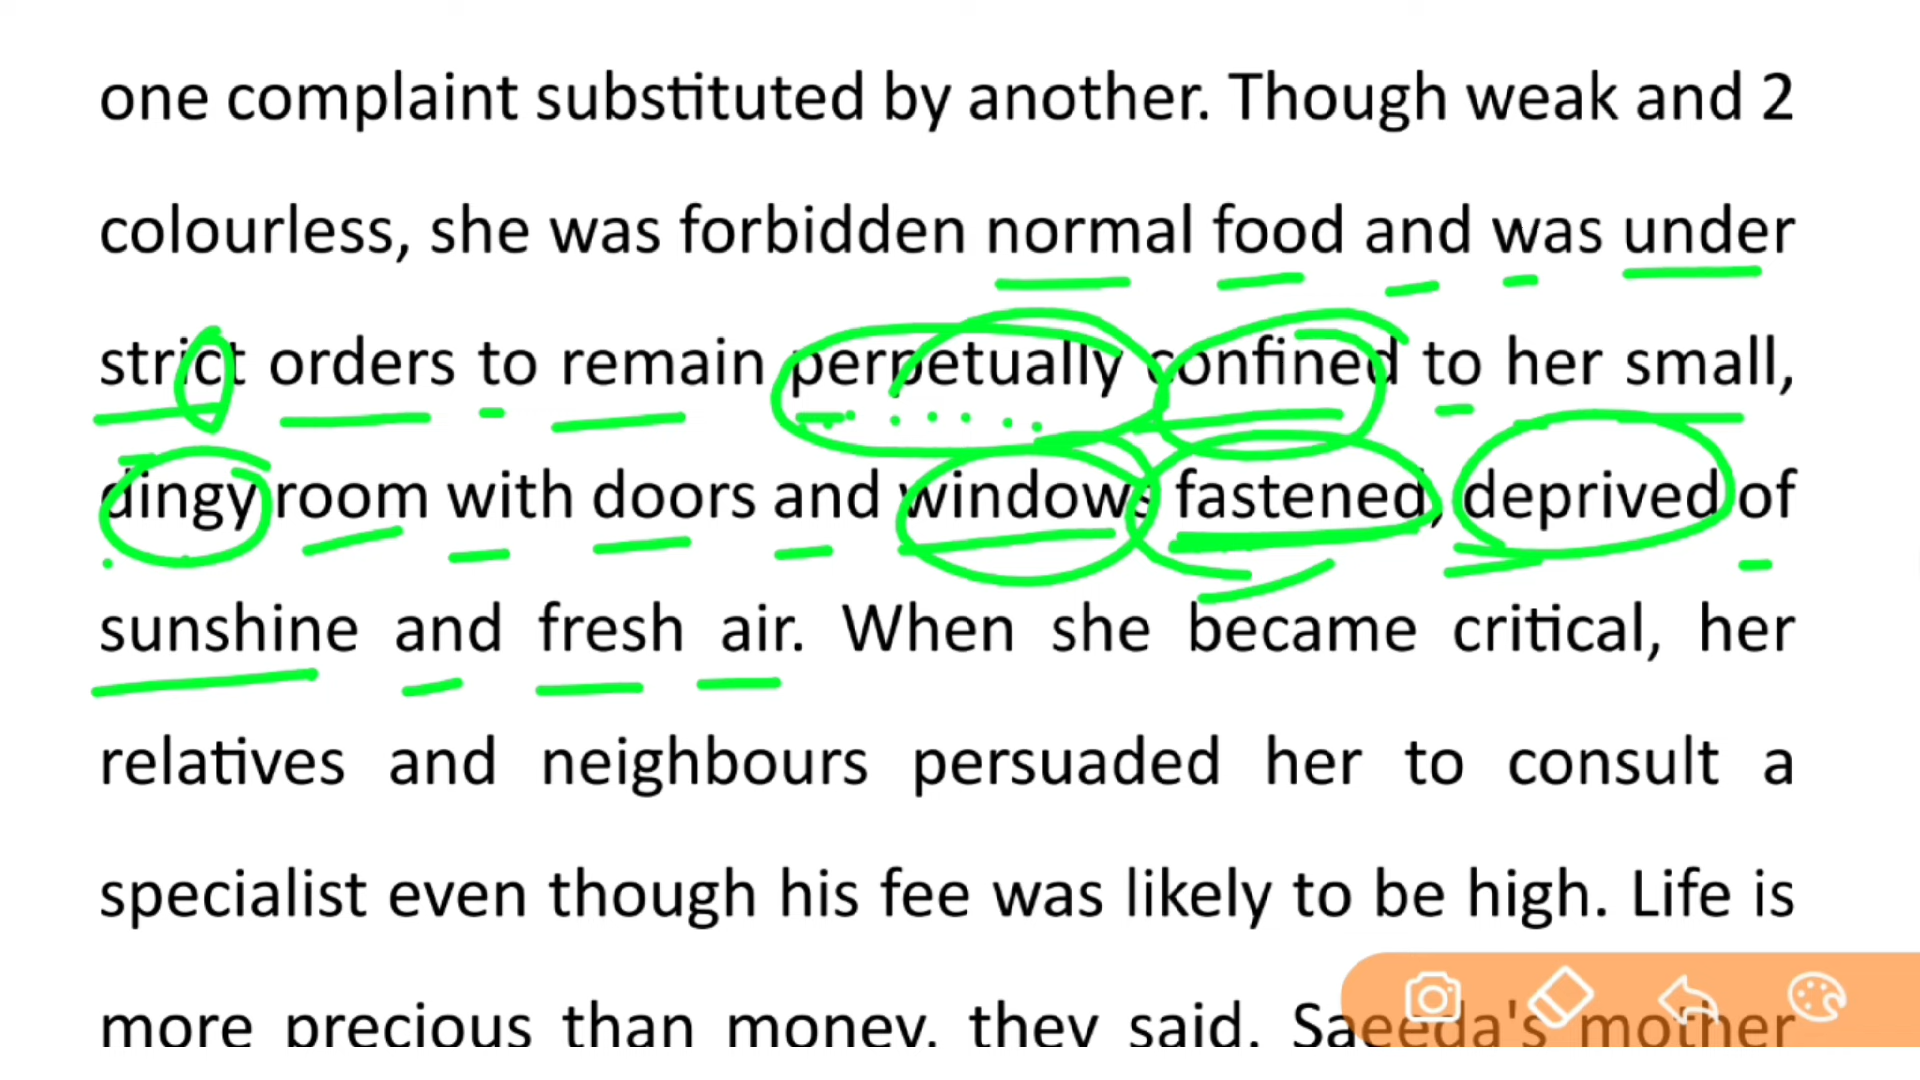 one complaint substituted by another. Though weak and 2
colourless, she was forbidden normal food and was under
strict orders to remain perpetually confined to her small,
dingy room with doors and windows fastened, deprived of
sunshine and fresh air. When she became critical, her
relatives and neighbours persuaded her to consult a
specialist even though his fee was likely to be high. Life is
more precious than money, they said. Saeeda's mother